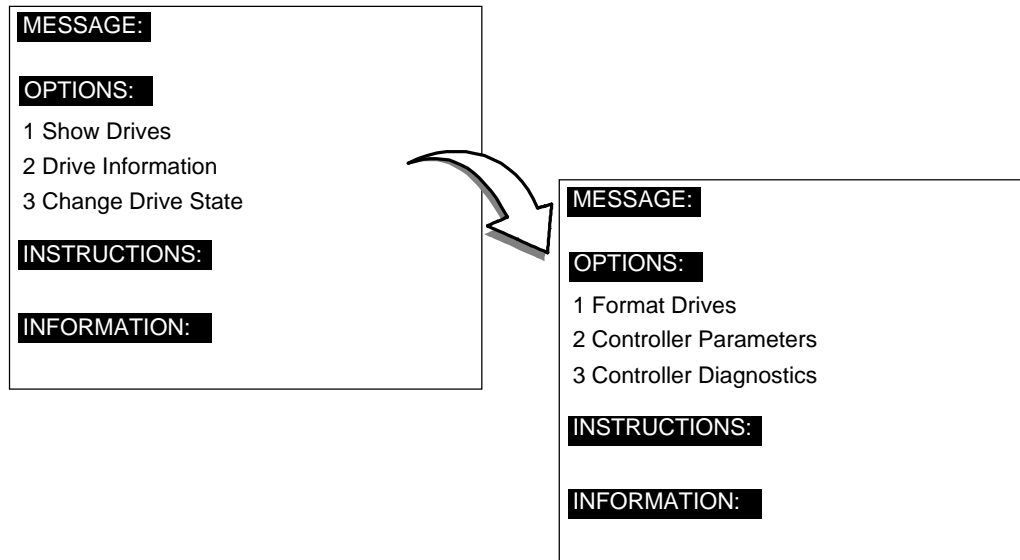 MESSAGE:
OPTIONS:
1 Show Drives
2 Drive Information
3 Change Drive State
INSTRUCTIONS:
INFORMATION:
MESSAGE:
OPTIONS:
1 Format Drives
2 Controller Parameters
3 Controller Diagnostics
INSTRUCTIONS:
INFORMATION: